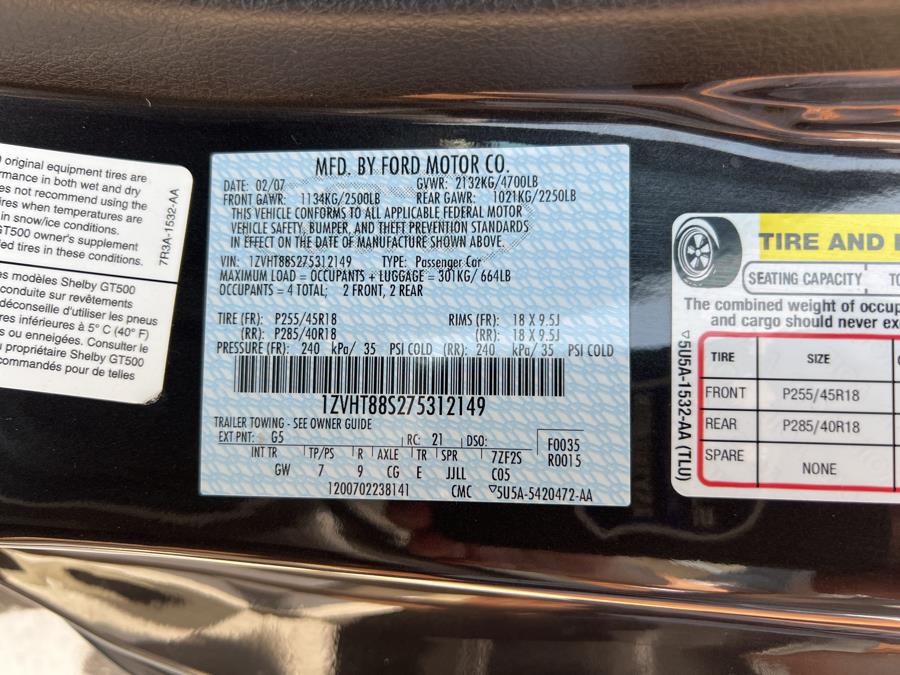 original equipment tires are
ormance in both wet and dry
es not recommend using the
ires when temperatures are
in snow/ice conditions.
GT500 owner's supplement
ed tires in these conditions.
7R3A-1532-AA
es modèles Shelby GT500
conduite sur revêtements
déconseille d'utiliser les pneus
res inférieures à 5° C (40° F)
s ou enneigées. Consulter le
u propriétaire Shelby GT500
commandés pour de telles
MFD. BY FORD MOTOR CO.
DATE: 02/07 GVWR: 2132KG/4700LB
FRONT GAWR: 1134KG/2500LB REAR GAWR: 1021KG/2250LB
THIS VEHICLE CONFORMS TO ALL APPLICABLE FEDERAL MOTOR
VEHICLE SAFETY, BUMPER, AND THEFT PREVENTION STANDARDS
IN EFFECT ON THE DATE OF MANUFACTURE SHOWN ABOVE.
VIN: 1ZVHT88S275312149 TYPE: Passenger Car
MAXIMUM LOAD = OCCUPANTS + LUGGAGE = 301KG/ 664LB
OCCUPANTS = 4 TOTAL; 2 FRONT, 2 REAR
TIRE (FR): P255/45R18 RIMS (FR): 18 X 9.5J
(RR): P285/40R18 (RR): 18 X 9.5J
PRESSURE (FR): 240 kPa/ 35 PSI COLD (RR): 240 kPa/ 35 PSI COLD
1ZVHT88S275312149
TRAILER TOWING - SEE OWNER GUIDE
EXT PNT: G5 RC: 21 DSO: F0035
R0015
INT TR TP/PS R AXLE TR SPR 7ZF2S
GW 7 9 CG E JJLL C05
1200702238141 CMC ▽5U5A-5420472-AA
TIRE AND
SEATING CAPACITY
The combined weight of occup
and cargo should never exc
▽5U5A-1532-AA (TLU)
TIRE SIZE
FRONT P255/45R18
REAR P285/40R18
SPARE NONE